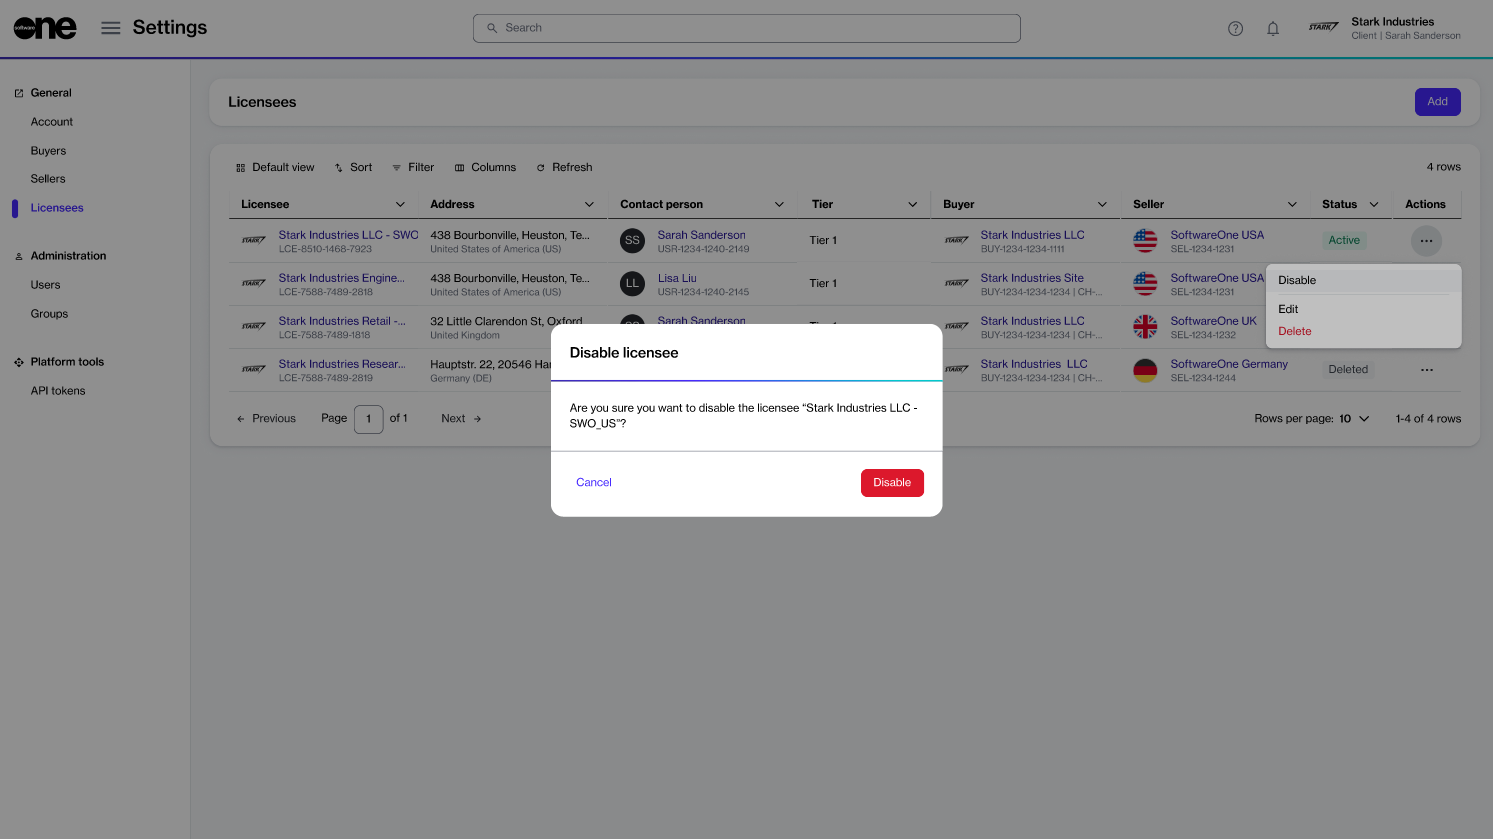 software one
Settings
Search
Stark Industries
Client | Sarah Sanderson
STARK
General
Account
Buyers
Sellers
Licensees
Administration
Users
Groups
Platform tools
API tokens
Licensees
Add
Default view Sort Filter Columns Refresh
4 rows
Licensee Address Contact person Tier Buyer Seller Status Actions
STARK Stark Industries LLC - SWO 438 Bourbonville, Heuston, Te... SS Sarah Sanderson Tier 1 STARK Stark Industries LLC SoftwareOne USA Active
LCE-8510-1468-7923 United States of America (US) USR-1234-1240-2149 BUY-1234-1234-1111 SEL-1234-1231
STARK Stark Industries Engine... 438 Bourbonville, Heuston, Te... LL Lisa Liu Tier 1 STARK Stark Industries Site SoftwareOne USA
LCE-7588-7489-2818 United States of America (US) USR-1234-1240-2145 BUY-1234-1234-1234 | CH-... SEL-1234-1231
STARK Stark Industries Retail -... 32 Little Clarendon St, Oxford Sarah Sanderson STARK Stark Industries LLC SoftwareOne UK
LCE-7588-7489-1818 United Kingdom BUY-1234-1234-1234 | CH-... SEL-1234-1232
STARK Stark Industries Resear... Hauptstr. 22, 20546 Ha STARK Stark Industries LLC SoftwareOne Germany Deleted
LCE-7588-7489-2819 Germany (DE) BUY-1234-1234-1234 | CH-... SEL-1234-1244
Disable
Edit
Delete
Previous Page 1 of 1 Next
Rows per page: 10 1-4 of 4 rows
Disable licensee
Are you sure you want to disable the licensee “Stark Industries LLC -
SWO_US”?
Cancel
Disable